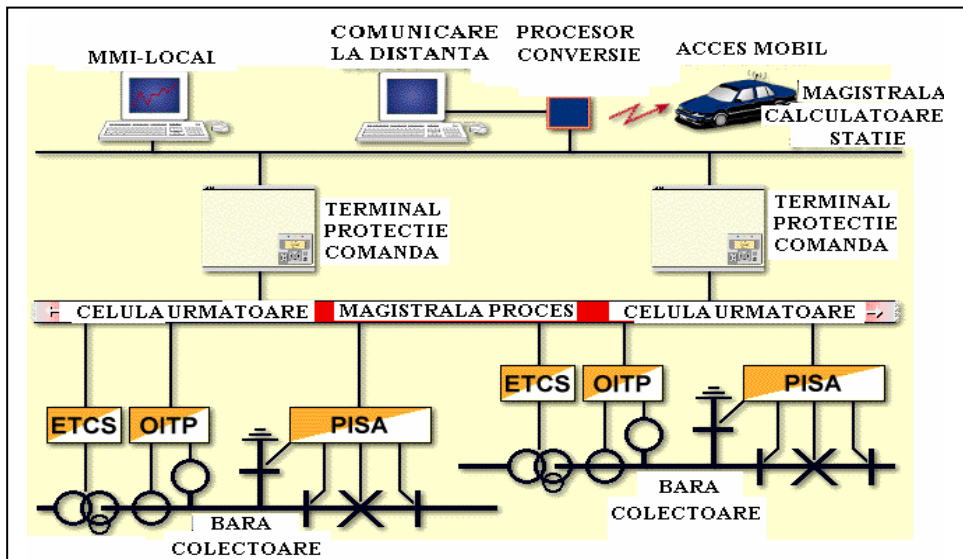 MMI-LOCAL
COMUNICARE
LA DISTANTA
PROCESOR
CONVERSIE
ACCES MOBIL
MAGISTRALA
CALCULATOARE
STATIE
TERMINAL
PROTECTIE
COMANDA
TERMINAL
PROTECTIE
COMANDA
CELULA URMATOARE
MAGISTRALA PROCES
CELULA URMATOARE
ETCS
OITP
PISA
ETCS
OITP
PISA
BARA
COLECTOARE
BARA
COLECTOARE